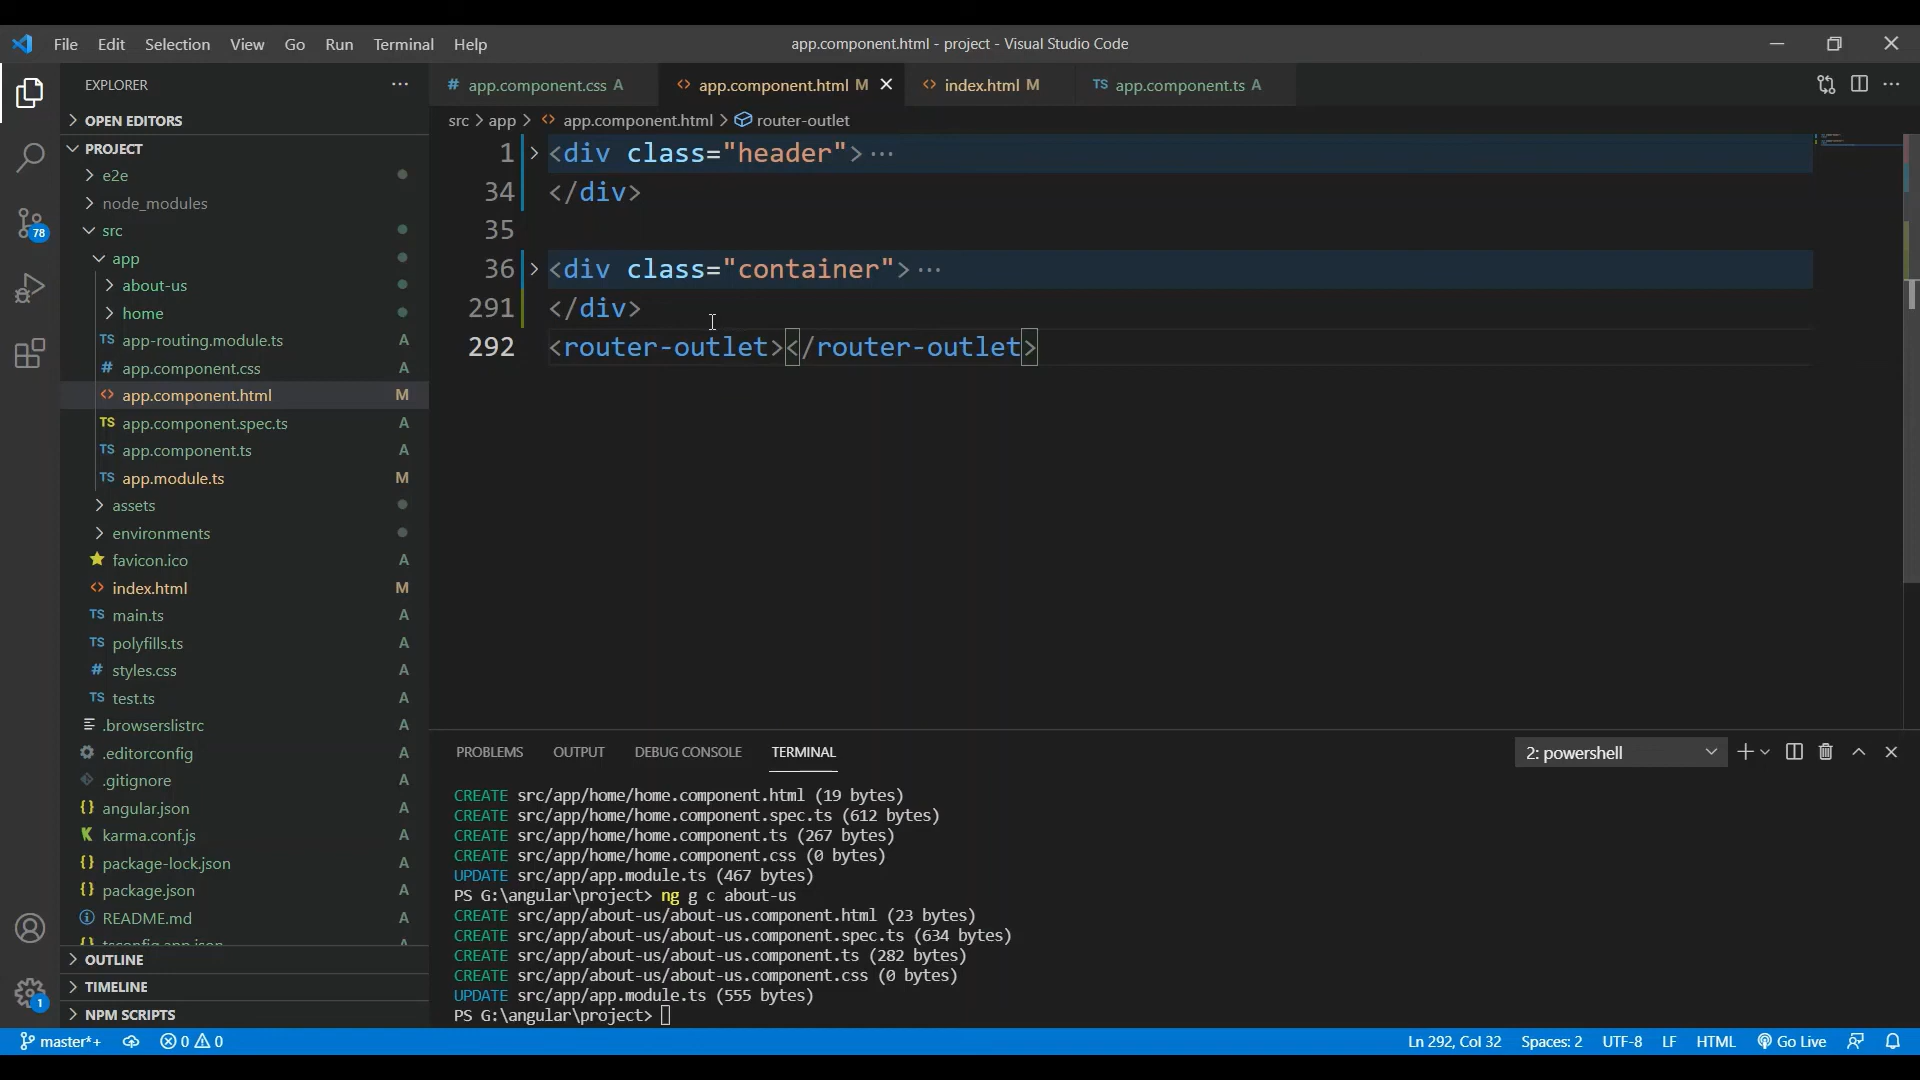 File Edit Selection View Go Run Terminal Help
app.component.html - project - Visual Studio Code
EXPLORER
OPEN EDITORS
PROJECT
e2e
node_modules
src
app
about-us
home
TS app-routing.module.ts A
# app.component.css A
<> app.component.html M
TS app.component.spec.ts A
TS app.component.ts A
TS app.module.ts M
assets
environments
favicon.ico A
<> index.html M
TS main.ts A
TS polyfills.ts A
# styles.css A
TS test.ts A
.browserslistrc A
.editorconfig A
.gitignore A
{} angular.json A
karma.conf.js A
{} package-lock.json A
{} package.json A
README.md A
{} tsconfig.app.json A
OUTLINE
TIMELINE
NPM SCRIPTS
78
1
# app.component.css A
<> app.component.html M
<> index.html M
TS app.component.ts A
src > app > <> app.component.html > router-outlet
1 <div class="header"> ...
34 </div>
35
36 <div class="container"> ...
291 </div>
292 <router-outlet></router-outlet>
PROBLEMS OUTPUT DEBUG CONSOLE TERMINAL
2: powershell
CREATE src/app/home/home.component.html (19 bytes)
CREATE src/app/home/home.component.spec.ts (612 bytes)
CREATE src/app/home/home.component.ts (267 bytes)
CREATE src/app/home/home.component.css (0 bytes)
UPDATE src/app/app.module.ts (467 bytes)
PS G:\angular\project> ng g c about-us
CREATE src/app/about-us/about-us.component.html (23 bytes)
CREATE src/app/about-us/about-us.component.spec.ts (634 bytes)
CREATE src/app/about-us/about-us.component.ts (282 bytes)
CREATE src/app/about-us/about-us.component.css (0 bytes)
UPDATE src/app/app.module.ts (555 bytes)
PS G:\angular\project>
master*+ 0 0
Ln 292, Col 32 Spaces: 2 UTF-8 LF HTML Go Live